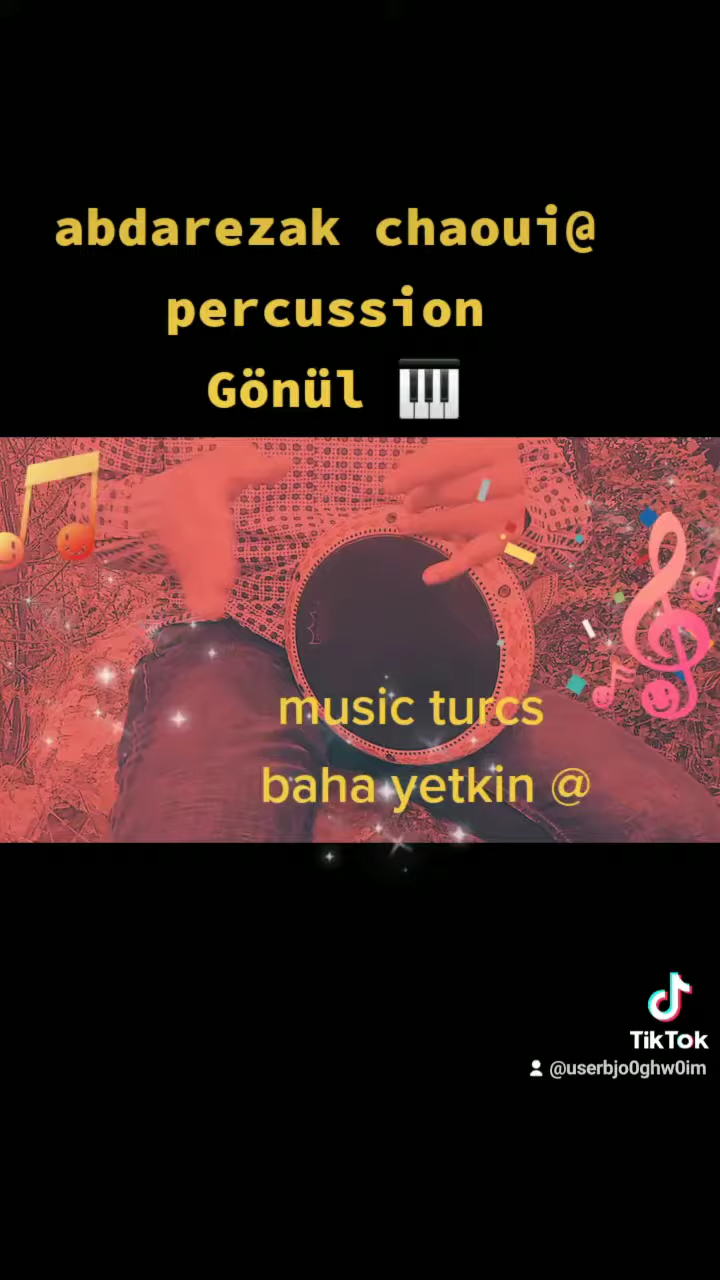 abdarezak chaoui@
percussion
Gönül 🎹
music turcs
baha yetkin @
TikTok
@userbjo0ghw0im